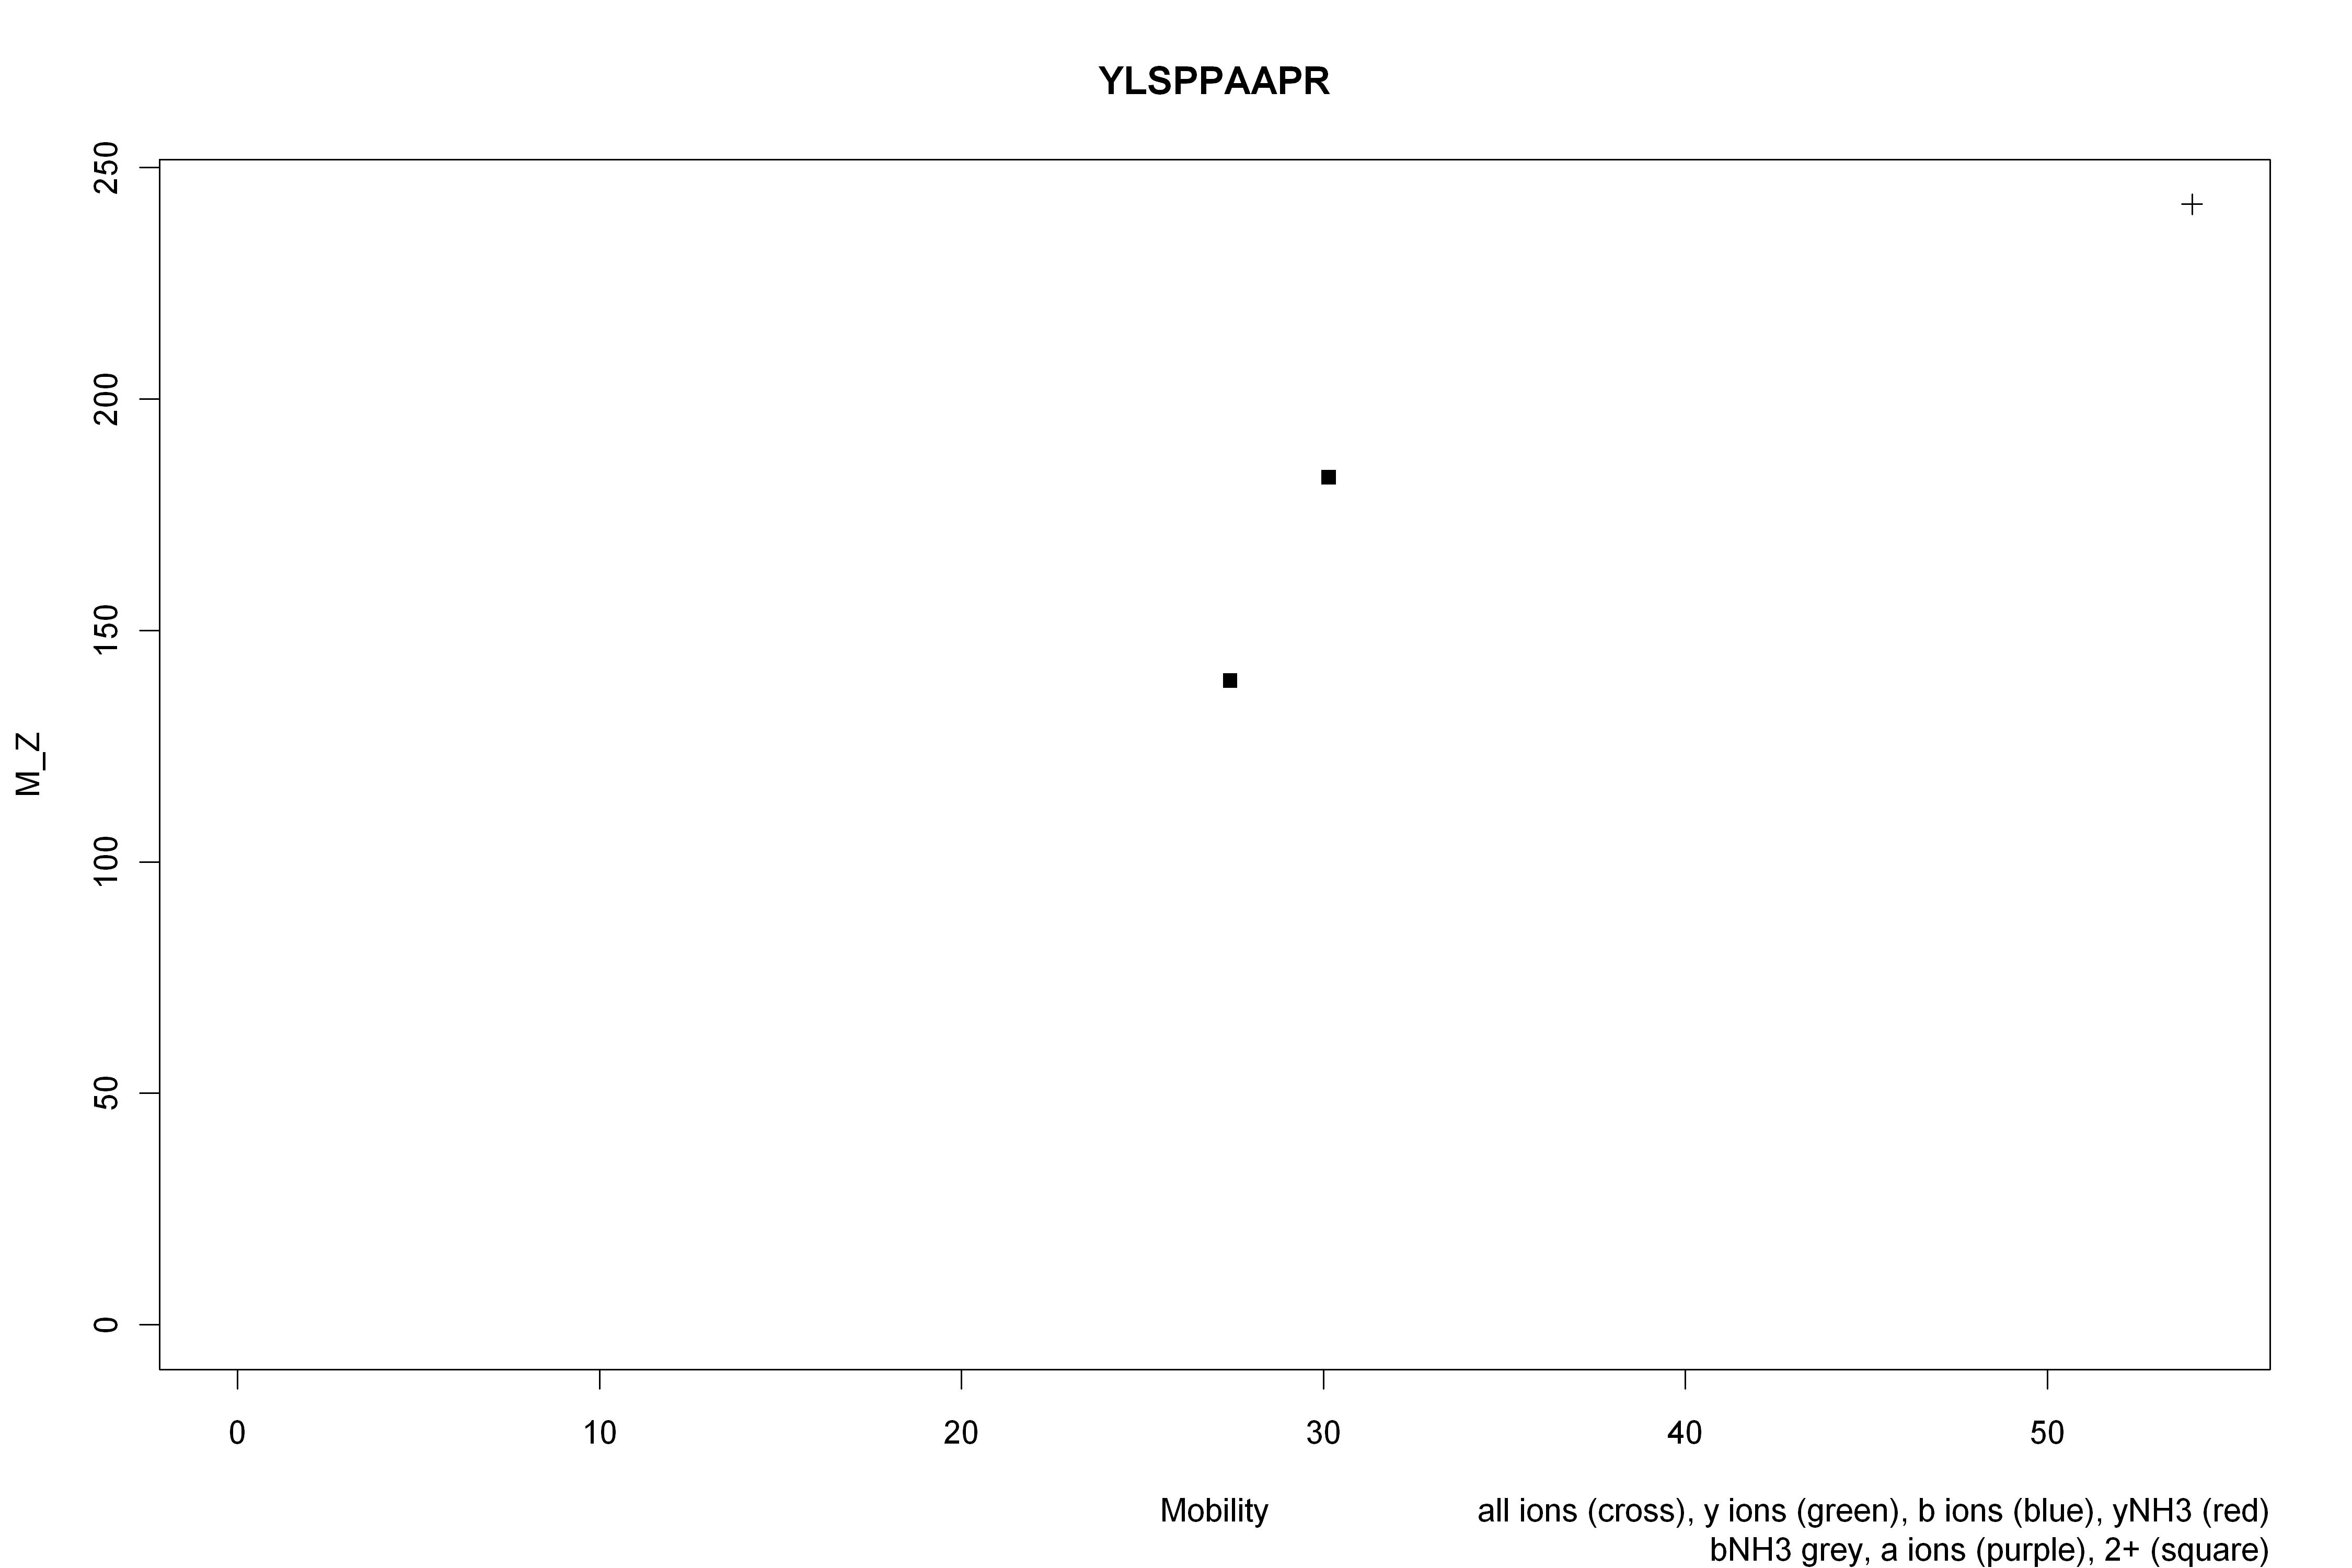 YLSPPAAPR
250
200
150
100
50
0
M_Z
0 10 20 30 40 50
Mobility
all ions (cross), y ions (green), b ions (blue), yNH3 (red)
bNH3 grey, a ions (purple), 2+ (square)